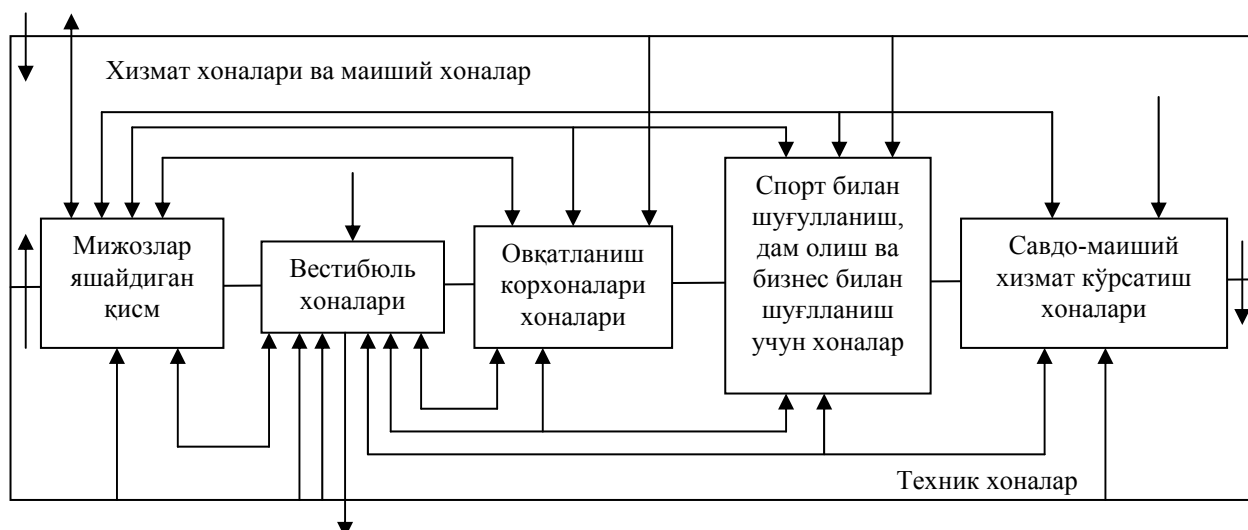 Хизмат хоналари ва маиший хоналар
Мижозлар
яшайдиган
қисм
Вестибюль
хоналари
Овқатланиш
корхоналари
хоналари
Спорт билан
шуғулланиш,
дам олиш ва
бизнес билан
шуғлланиш
учун хоналар
Савдо-маиший
хизмат кўрсатиш
хоналари
Техник хоналар